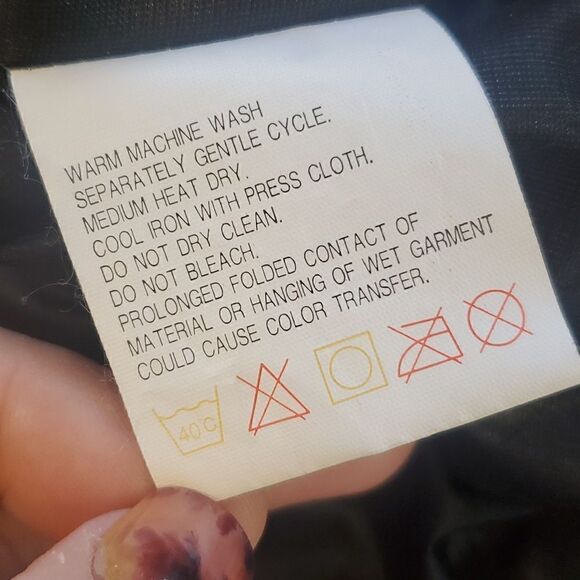 WARM MACHINE WASH
SEPARATELY GENTLE CYCLE.
MEDIUM HEAT DRY.
COOL IRON WITH PRESS CLOTH.
DO NOT DRY CLEAN.
DO NOT BLEACH.
PROLONGED FOLDED CONTACT OF
MATERIAL OR HANGING OF WET GARMENT
COULD CAUSE COLOR TRANSFER.
40°C